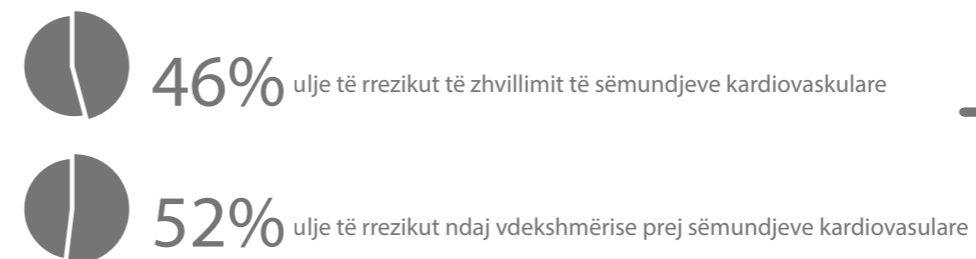 46% ulje të rrezikut të zhvillimit të sëmundjeve kardiovaskulare
52% ulje të rrezikut ndaj vdekshmërise prej sëmundjeve kardiovasulare